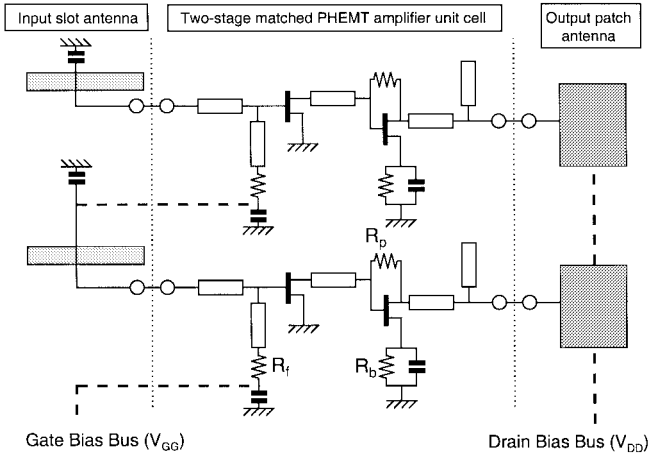 Input slot antenna
Two-stage matched PHEMT amplifier unit cell
Output patch
antenna
Rp
Rf
Rb
Gate Bias Bus (VGG)
Drain Bias Bus (VDD)